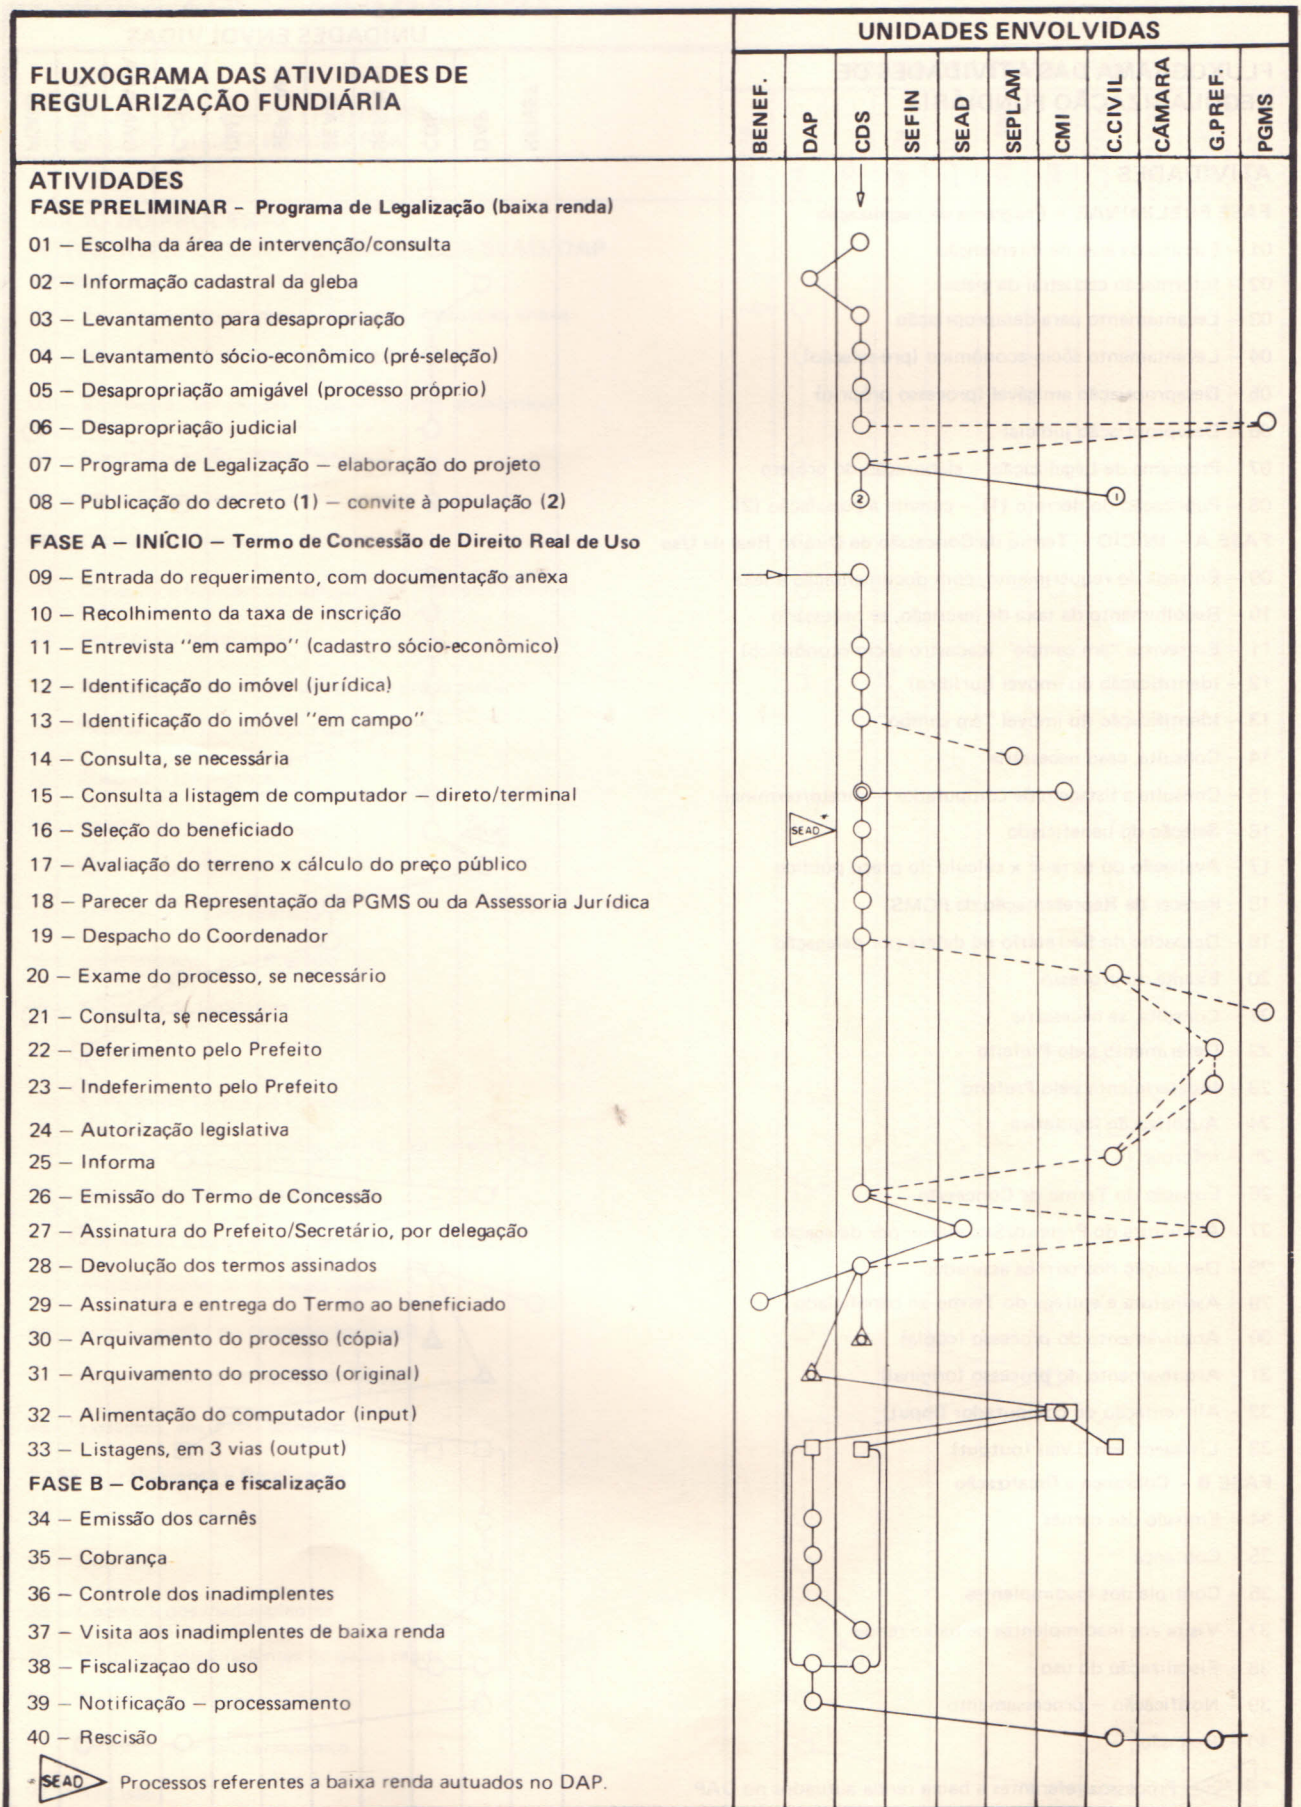 UNIDADES ENVOLVIDAS
FLUXOGRAMA DAS ATIVIDADES DE
REGULARIZAÇÃO FUNDIÁRIA
BENEF.
DAP
CDS
SEFIN
SEAD
SEPLAM
CMI
C.CIVIL
CÂMARA
G.PREF.
PGMS
ATIVIDADES
FASE PRELIMINAR – Programa de Legalização (baixa renda)
01 – Escolha da área de intervenção/consulta
02 – Informação cadastral da gleba
03 – Levantamento para desapropriação
04 – Levantamento sócio-econômico (pré-seleção)
05 – Desapropriação amigável (processo próprio)
06 – Desapropriação judicial
07 – Programa de Legalização – elaboração do projeto
08 – Publicação do decreto (1) – convite à população (2)
2
1
FASE A – INÍCIO – Termo de Concessão de Direito Real de Uso
09 – Entrada do requerimento, com documentação anexa
10 – Recolhimento da taxa de inscrição
11 – Entrevista "em campo" (cadastro sócio-econômico)
12 – Identificação do imóvel (jurídica)
13 – Identificação do imóvel "em campo"
14 – Consulta, se necessária
15 – Consulta a listagem de computador – direto/terminal
16 – Seleção do beneficiado
SEAD
17 – Avaliação do terreno x cálculo do preço público
18 – Parecer da Representação da PGMS ou da Assessoria Jurídica
19 – Despacho do Coordenador
20 – Exame do processo, se necessário
21 – Consulta, se necessária
22 – Deferimento pelo Prefeito
23 – Indeferimento pelo Prefeito
24 – Autorização legislativa
25 – Informa
26 – Emissão do Termo de Concessão
27 – Assinatura do Prefeito/Secretário, por delegação
28 – Devolução dos termos assinados
29 – Assinatura e entrega do Termo ao beneficiado
30 – Arquivamento do processo (cópia)
31 – Arquivamento do processo (original)
32 – Alimentação do computador (input)
33 – Listagens, em 3 vias (output)
FASE B – Cobrança e fiscalização
34 – Emissão dos carnês
35 – Cobrança
36 – Controle dos inadimplentes
37 – Visita aos inadimplentes de baixa renda
38 – Fiscalizaçao do uso
39 – Notificação – processamento
40 – Rescisão
SEAD Processos referentes a baixa renda autuados no DAP.